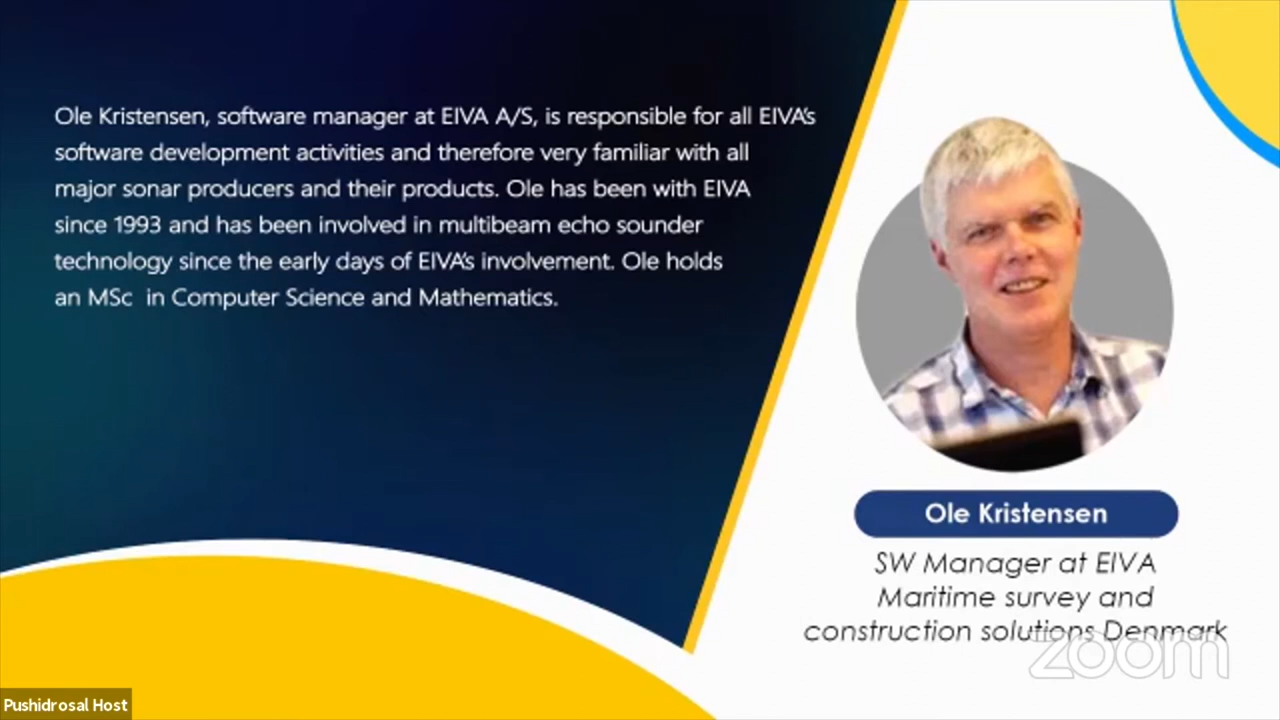 Ole Kristensen, software manager at EIVA A/S, is responsible for all EIVA's
software development activities and therefore very familiar with all
major sonar producers and their products. Ole has been with EIVA
since 1993 and has been involved in multibeam echo sounder
technology since the early days of EIVA's involvement. Ole holds
an MSc in Computer Science and Mathematics.
Ole Kristensen
SW Manager at EIVA
Maritime survey and
construction solutions Denmark
zoom
Pushidrosal Host